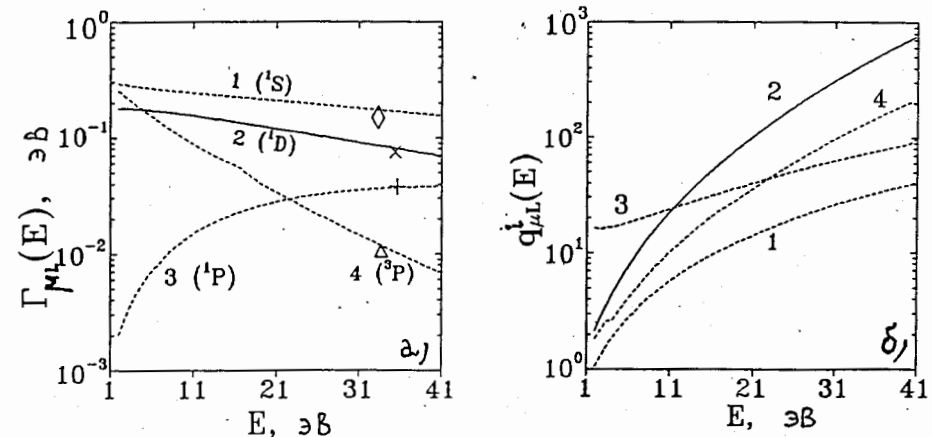 10⁰
10⁻¹
10⁻²
10⁻³
Γ_μL(E), эВ
1 (¹S)
2 (¹D)
3 (¹P)
4 (³P)
а)
1 11 21 31 41
E, эВ
10³
10²
10¹
10⁰
q^i_μL(E)
2
4
3
1
б)
1 11 21 31 41
E, эВ